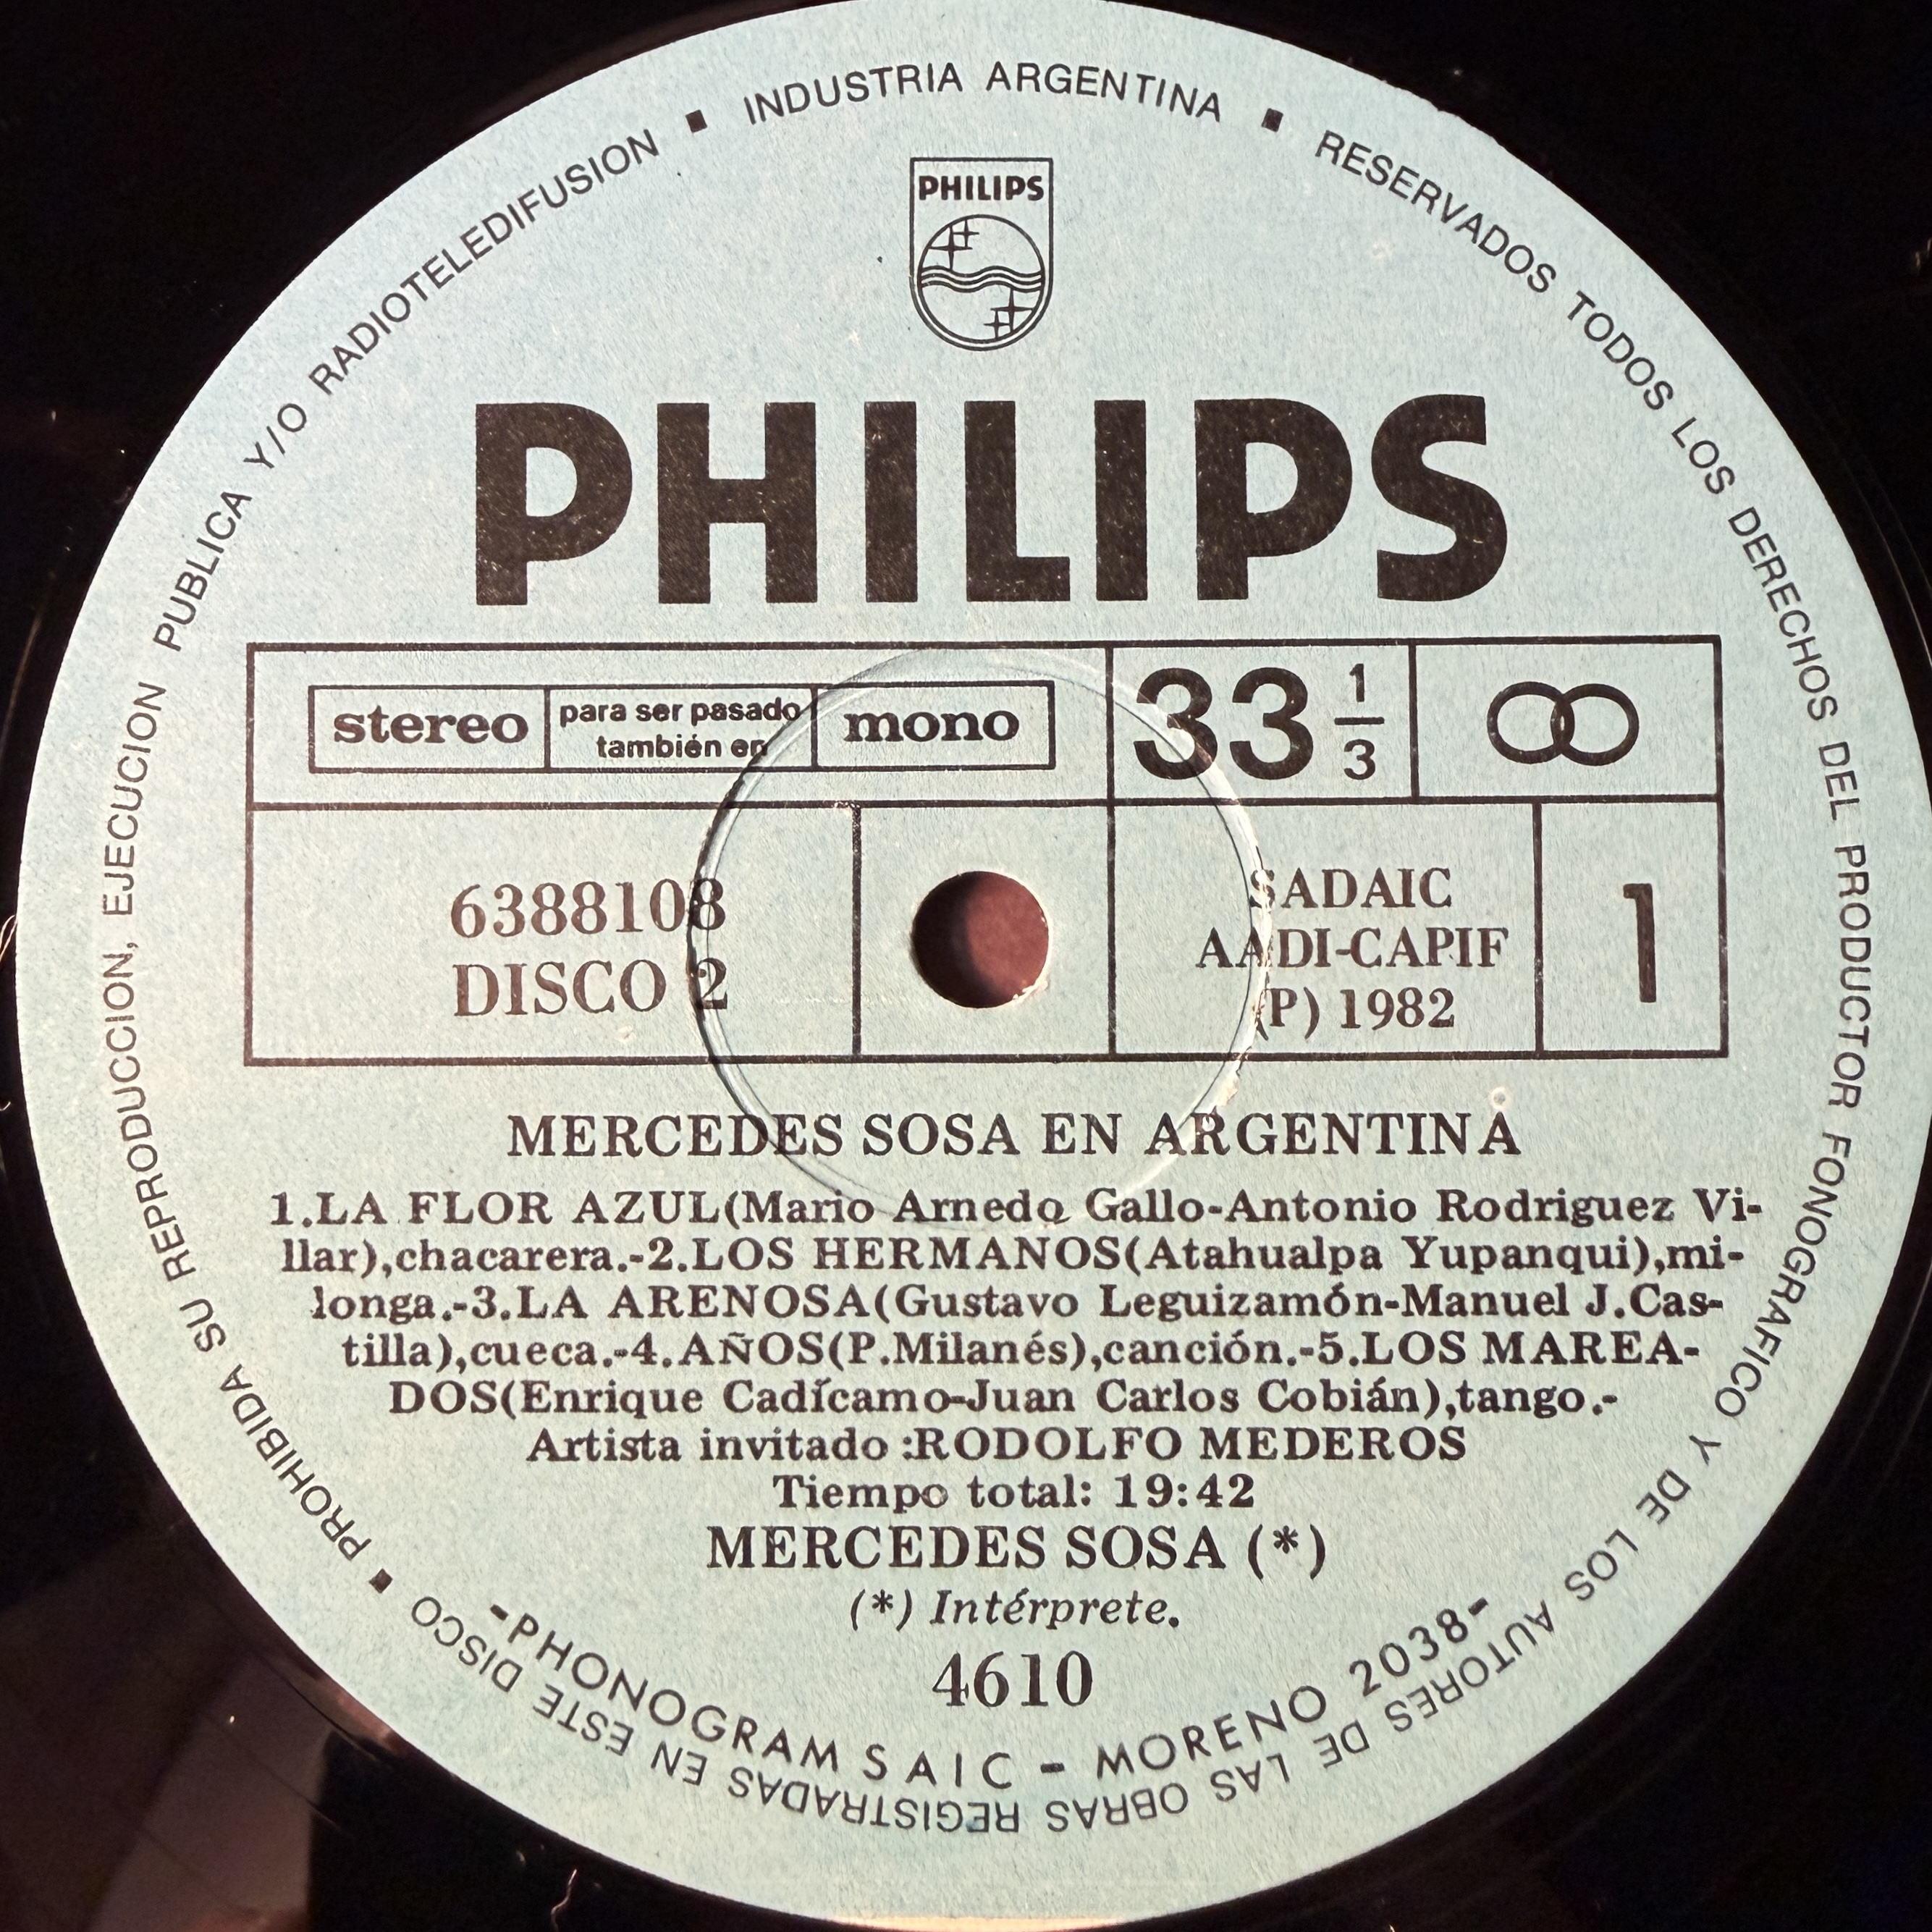 INDUSTRIA ARGENTINA ▪ RESERVADOS TODOS LOS DERECHOS DEL PRODUCTOR FONOGRAFICO Y DE LOS AUTORES DE LAS OBRAS REGISTRADAS EN ESTE DISCO ▪ PROHIBIDA SU REPRODUCCION, EJECUCION PUBLICA Y/O RADIOTELEDIFUSION ▪
PHILIPS
PHILIPS
stereo
para ser pasado
también en
mono
33 1/3
6388108
DISCO 2
SADAIC
AADI-CAPIF
(P) 1982
1
MERCEDES SOSA EN ARGENTINA
1.LA FLOR AZUL(Mario Arnedo Gallo-Antonio Rodriguez Vi-
llar),chacarera.-2.LOS HERMANOS(Atahualpa Yupanqui),mi-
longa.-3.LA ARENOSA(Gustavo Leguizamón-Manuel J.Cas-
tilla),cueca.-4.AÑOS(P.Milanés),canción.-5.LOS MAREA-
DOS(Enrique Cadícamo-Juan Carlos Cobián),tango.-
Artista invitado :RODOLFO MEDEROS
Tiempo total: 19:42
MERCEDES SOSA (*)
(*) Intérprete.
4610
-PHONOGRAM S A I C - MORENO 2038-